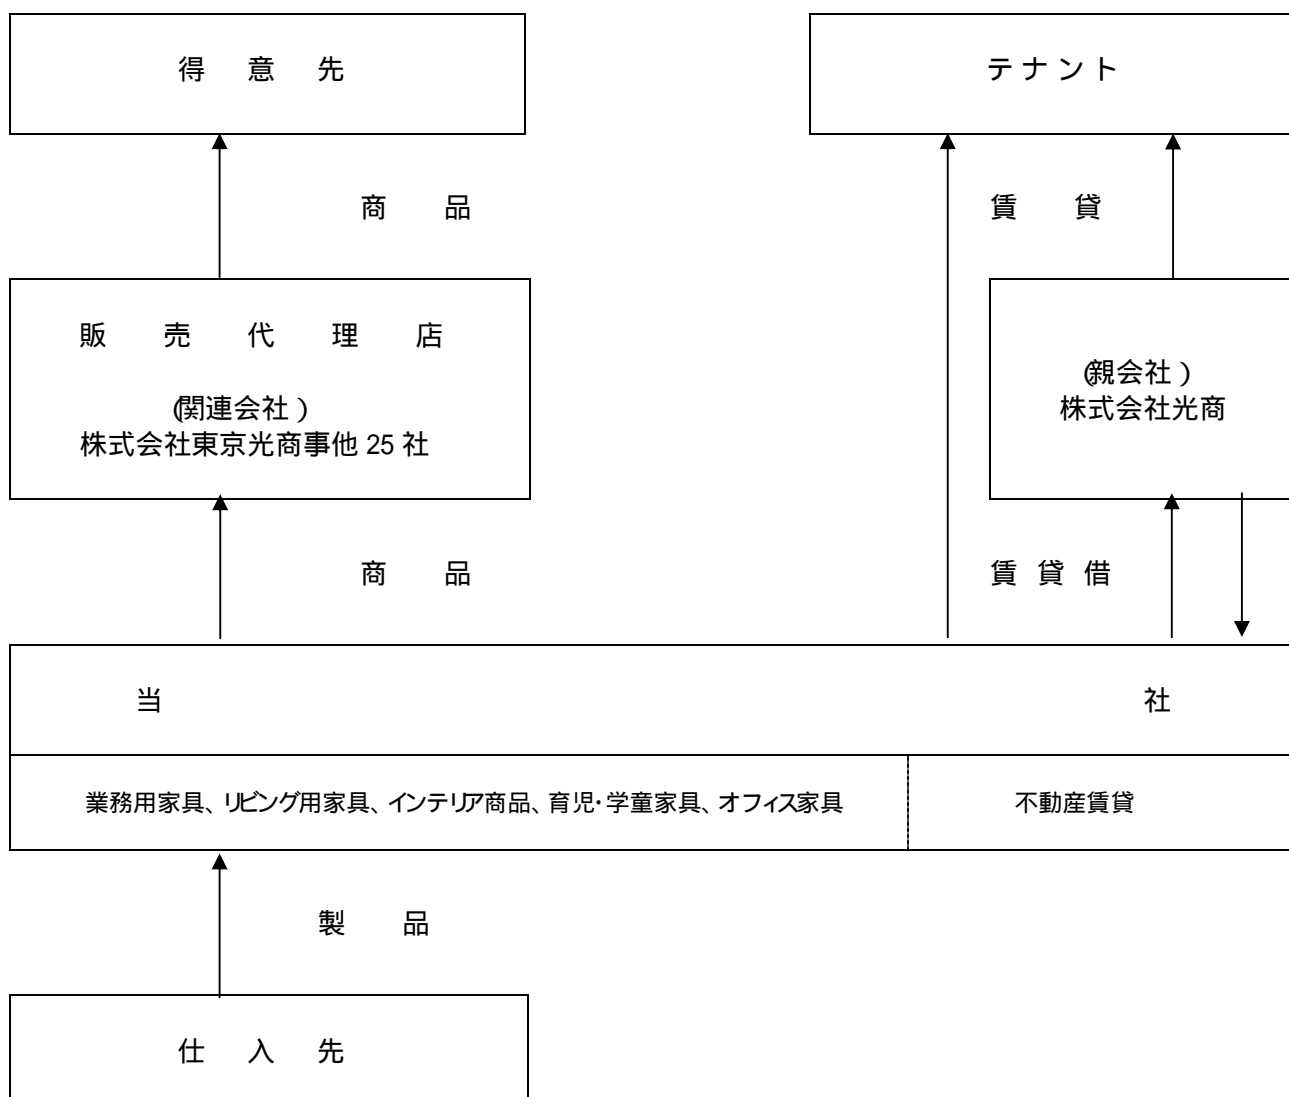 得意先
テナント
商品
賃貸
販売代理店
(関連会社)
株式会社東京光商事他 25 社
(親会社)
株式会社光商
商品
賃貸借
当社
業務用家具、リビング用家具、インテリア商品、育児・学童家具、オフィス家具
不動産賃貸
製品
仕入先